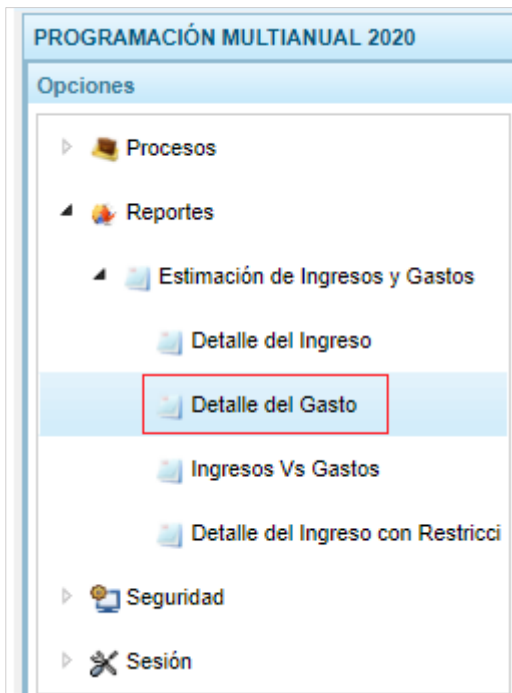 PROGRAMACIÓN MULTIANUAL 2020
Opciones
Procesos
Reportes
Estimación de Ingresos y Gastos
Detalle del Ingreso
Detalle del Gasto
Ingresos Vs Gastos
Detalle del Ingreso con Restricci
Seguridad
Sesión